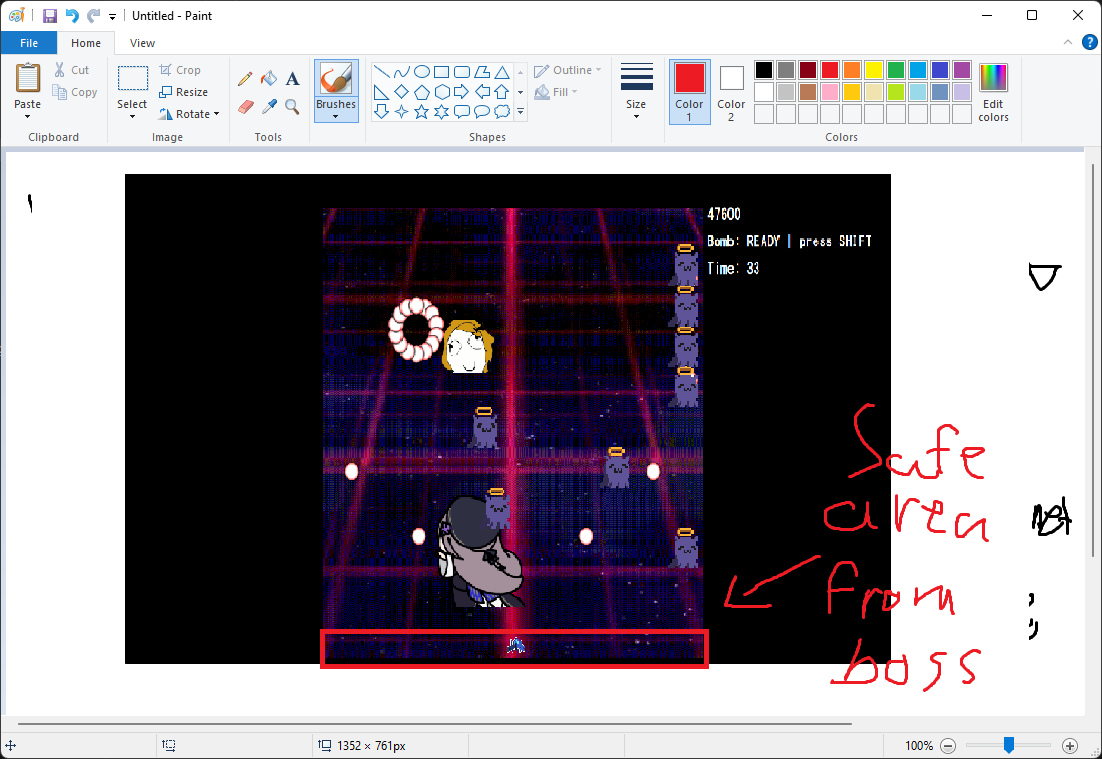 Untitled - Paint
File Home View
Paste Cut Copy Select Crop Resize Rotate Brushes Outline Fill Size Color 1 Color 2 Edit colors
Clipboard Image Tools Shapes Colors
47600
Bomb: READY | press SHIFT
Time: 33
Safe
area
from
boss
1352 × 761px 100%